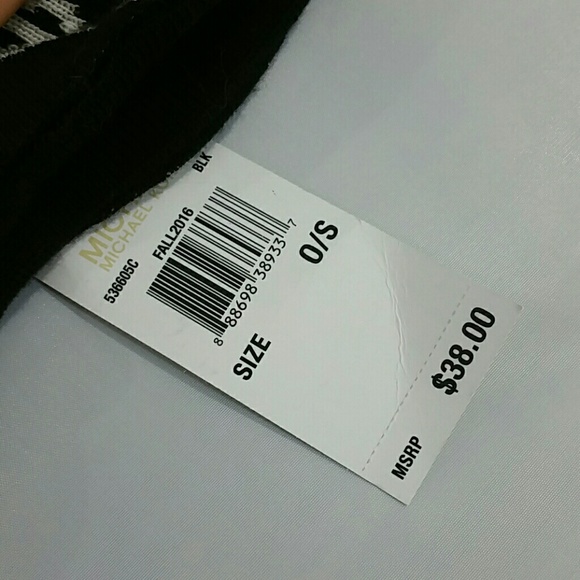 MICHAEL
536605C FALL2016 BLK
8 88698 38933 7
SIZE O/S
MSRP $38.00